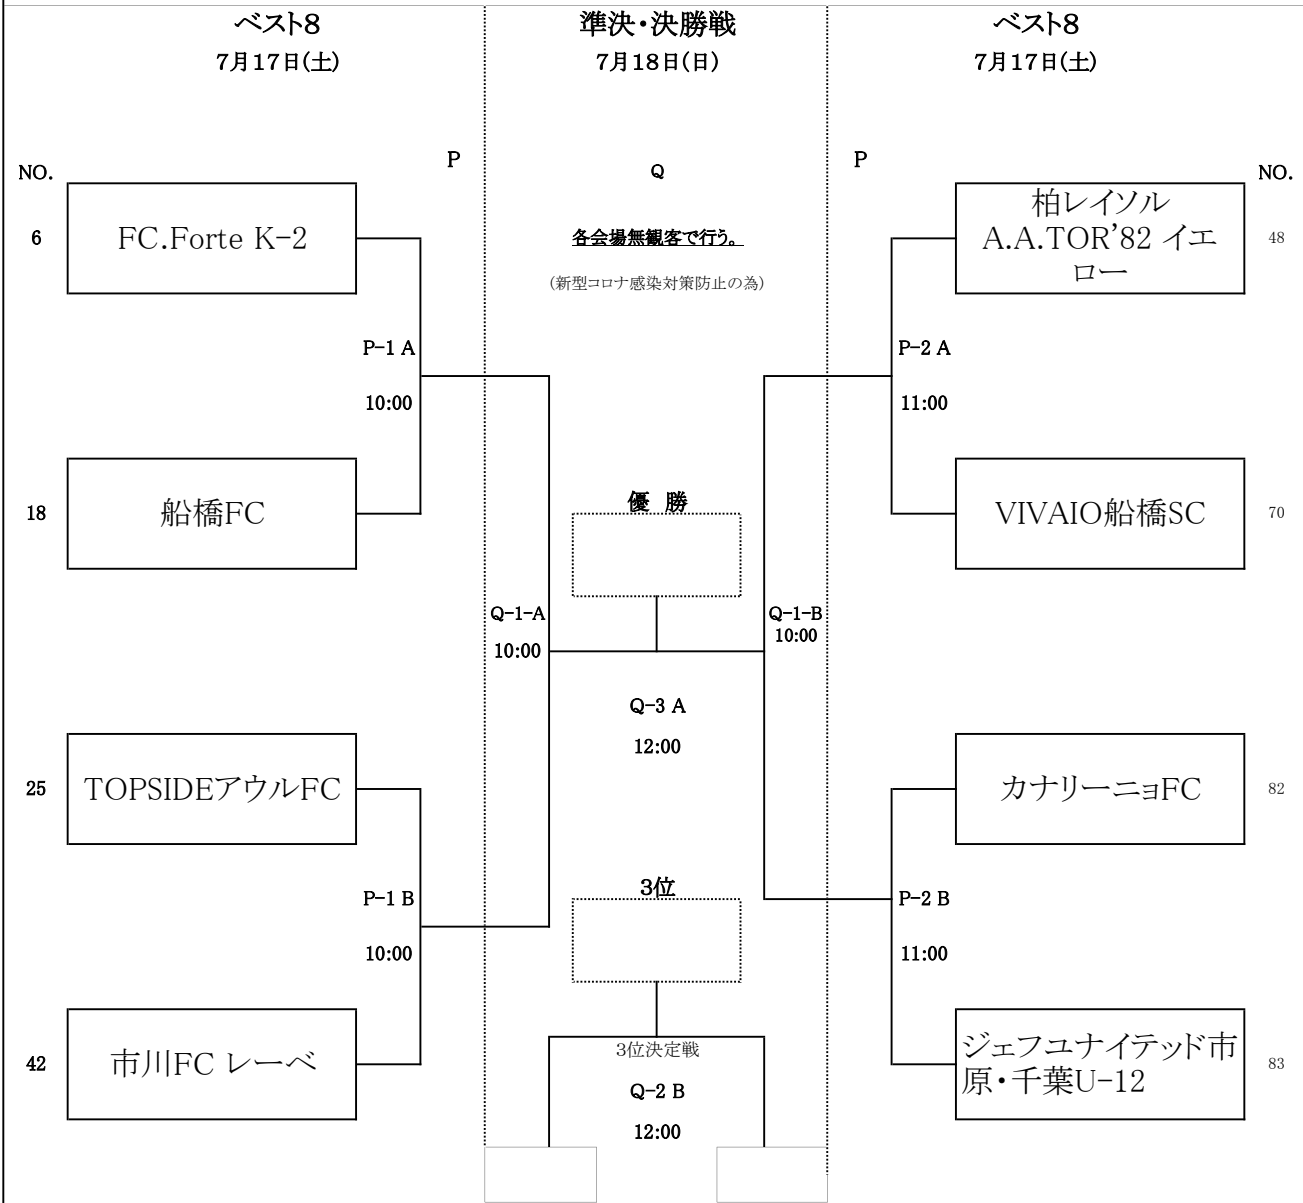 ベスト8
7月17日(土)
準決・決勝戦
7月18日(日)
ベスト8
7月17日(土)
P
Q
P
NO.
NO.
6
FC.Forte K-2
各会場無観客で行う。
(新型コロナ感染対策防止の為)
柏レイソル
A.A.TOR'82 イエ
ロー
48
P-1 A
10:00
P-2 A
11:00
18
船橋FC
優 勝
VIVAIO船橋SC
70
Q-1-A
10:00
Q-1-B
10:00
Q-3 A
12:00
25
TOPSIDEアウルFC
カナリーニョFC
82
P-1 B
10:00
3位
P-2 B
11:00
42
市川FC レーベ
3位決定戦
Q-2 B
12:00
ジェフユナイテッド市
原・千葉U-12
83